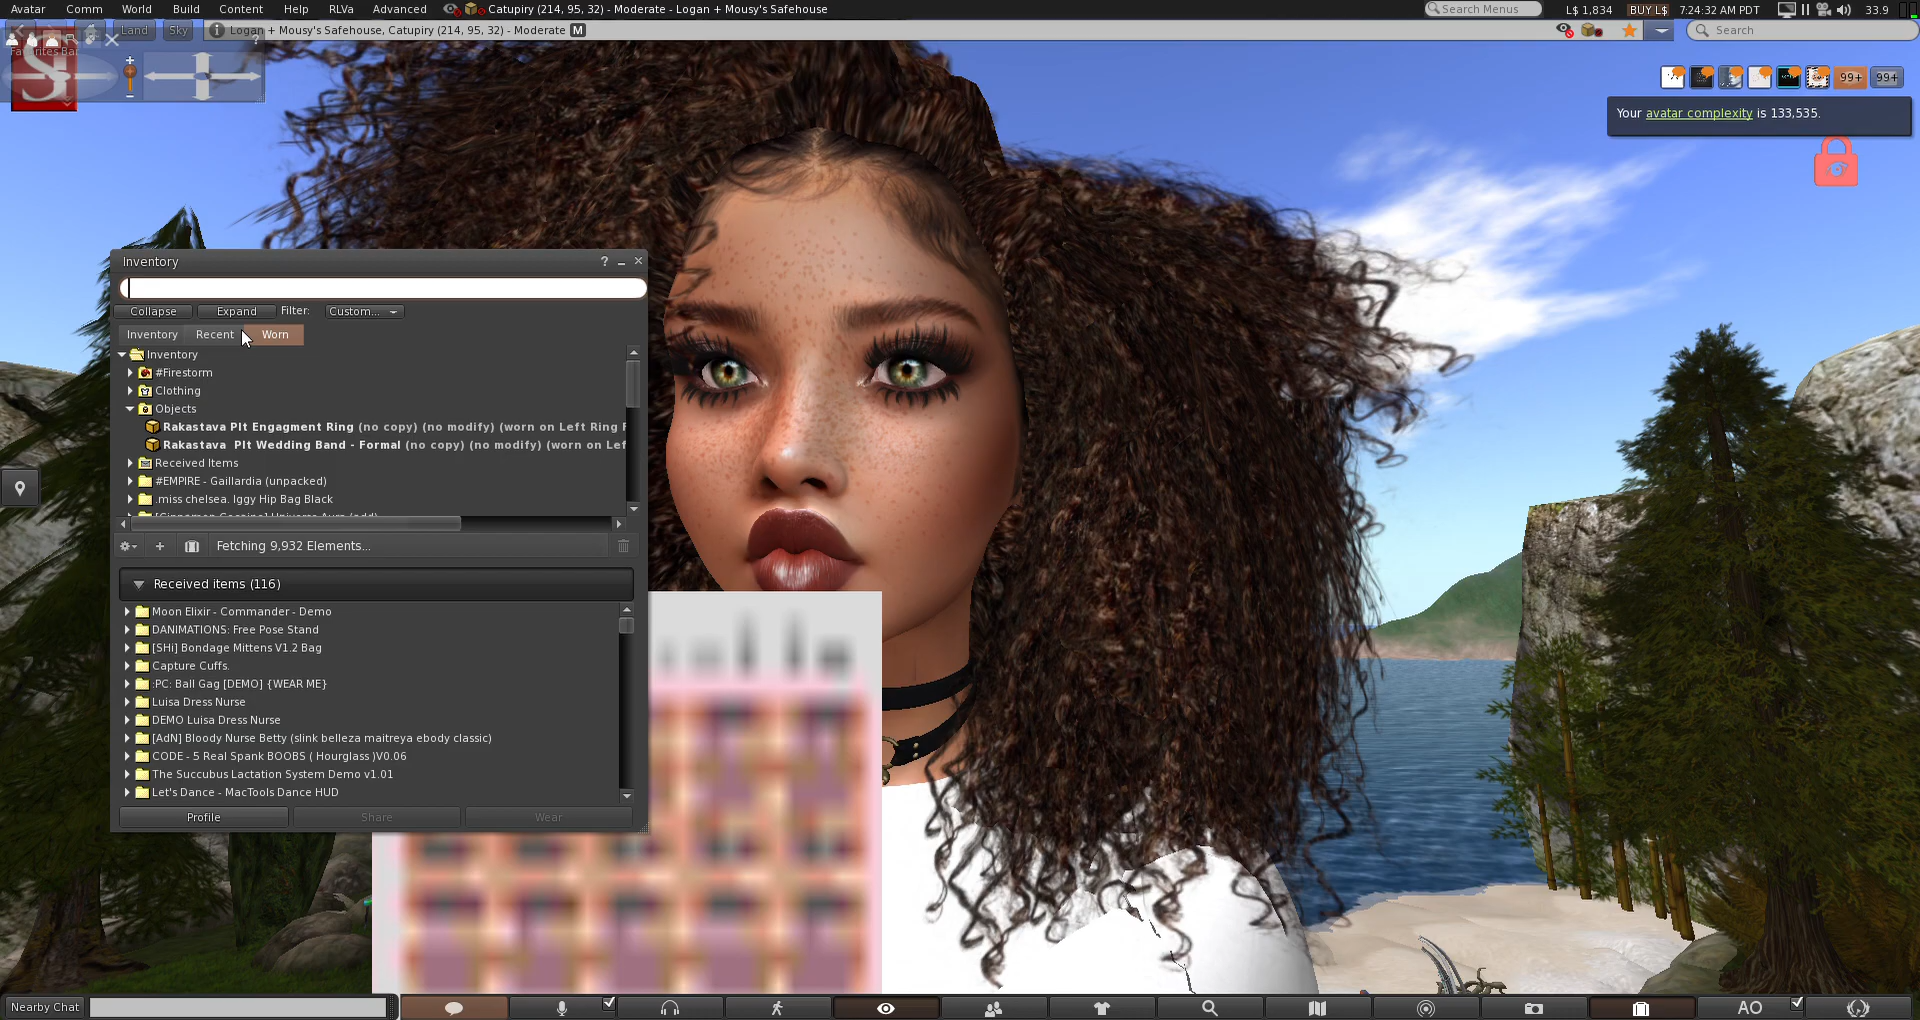 Avatar Comm World Build Content Help RLVa Advanced Catupiry (214, 95, 32) - Moderate - Logan + Mousy's Safehouse Search Menus L$ 1,834 BUY L$ 7:24:32 AM PDT 33.9
Land Sky Logan + Mousy's Safehouse, Catupiry (214, 95, 32) - Moderate M Search
Favorites Bar
?
99+ 99+
Your avatar complexity is 133,535.
Inventory ?
Collapse Expand Filter: Custom...
Inventory Recent Worn
Inventory
#Firestorm
Clothing
Objects
Rakastava Plt Engagment Ring (no copy) (no modify) (worn on Left Ring
Rakastava Plt Wedding Band - Formal (no copy) (no modify) (worn on Lef
Received Items
#EMPIRE - Gaillardia (unpacked)
.miss chelsea. Iggy Hip Bag Black
Fetching 9,932 Elements...
Received items (116)
Moon Elixir - Commander - Demo
DANIMATIONS: Free Pose Stand
[SHi] Bondage Mittens V1.2 Bag
Capture Cuffs.
:PC: Ball Gag [DEMO] {WEAR ME}
Luisa Dress Nurse
DEMO Luisa Dress Nurse
[AdN] Bloody Nurse Betty (slink belleza maitreya ebody classic)
CODE - 5 Real Spank BOOBS ( Hourglass )V0.06
The Succubus Lactation System Demo v1.01
Let's Dance - MacTools Dance HUD
Profile Share Wear
Nearby Chat AO